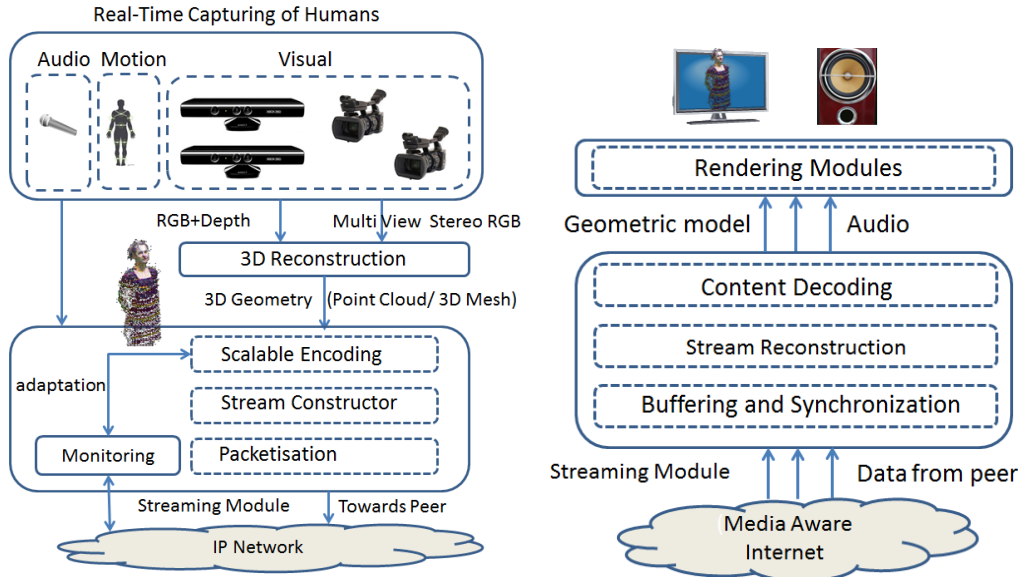 Real-Time Capturing of Humans
Audio Motion Visual
RGB+Depth
Multi View Stereo RGB
3D Reconstruction
3D Geometry (Point Cloud/ 3D Mesh)
Scalable Encoding
adaptation
Stream Constructor
Monitoring
Packetisation
Streaming Module
Towards Peer
IP Network
Rendering Modules
Geometric model
Audio
Content Decoding
Stream Reconstruction
Buffering and Synchronization
Streaming Module
Data from peer
Media Aware
Internet